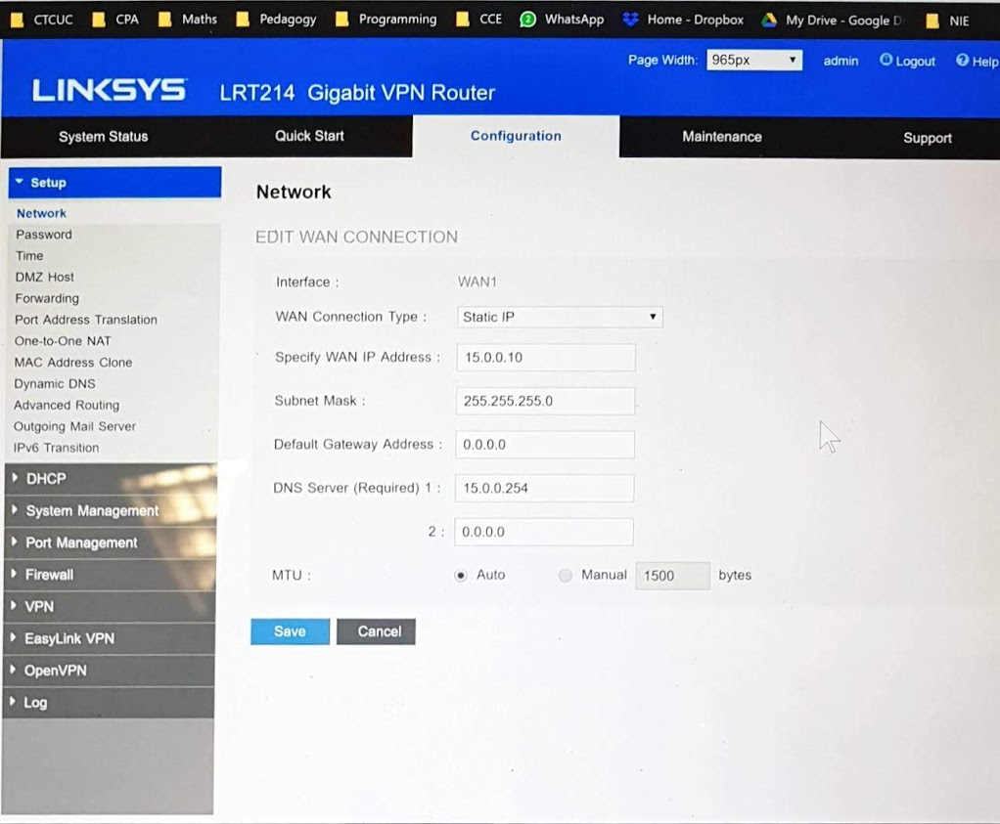 CTCUC CPA Maths Pedagogy Programming CCE 2 WhatsApp Home - Dropbox My Drive - Google D NIE
Page Width: 965px admin Logout ? Help
LINKSYS LRT214 Gigabit VPN Router
System Status Quick Start Configuration Maintenance Support
Setup
Network
Password
Time
DMZ Host
Forwarding
Port Address Translation
One-to-One NAT
MAC Address Clone
Dynamic DNS
Advanced Routing
Outgoing Mail Server
IPv6 Transition
DHCP
System Management
Port Management
Firewall
VPN
EasyLink VPN
OpenVPN
Log
Network
EDIT WAN CONNECTION
Interface : WAN1
WAN Connection Type : Static IP
Specify WAN IP Address : 15.0.0.10
Subnet Mask : 255.255.255.0
Default Gateway Address : 0.0.0.0
DNS Server (Required) 1 : 15.0.0.254
2 : 0.0.0.0
MTU : Auto Manual 1500 bytes
Save Cancel